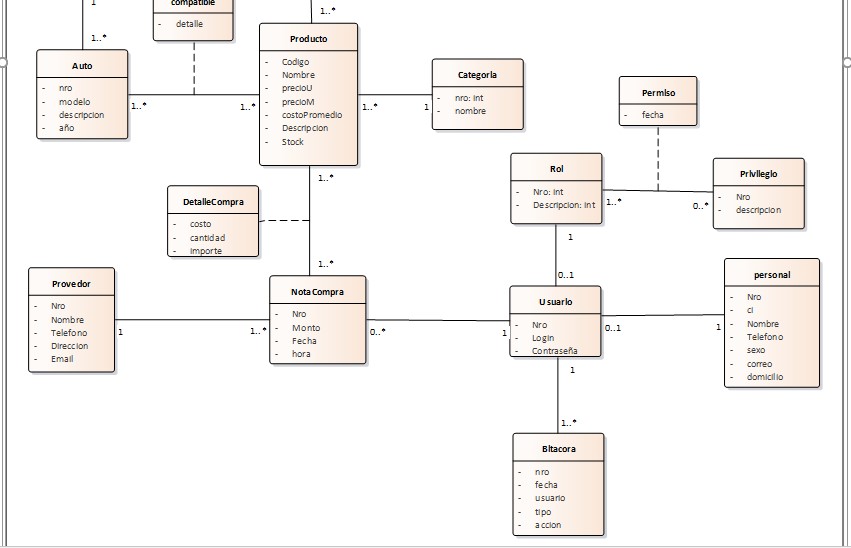 1
compatible
- detalle
1..*
1..*
Auto
- nro
- modelo
- descripcion
- año
1..*
1..*
Producto
- Codigo
- Nombre
- precioU
- precioM
- costoPromedio
- Descripcion
- Stock
1..*
1
Categoria
- nro: int
- nombre
Permiso
- fecha
Rol
- Nro: int
- Descripcion: int
1..*
0..*
Privilegio
- Nro
- descripcion
1..*
DetalleCompra
- costo
- cantidad
- importe
1..*
1
0..1
Provedor
- Nro
- Nombre
- Telefono
- Direccion
- Email
1
1..*
NotaCompra
- Nro
- Monto
- Fecha
- hora
0..*
1
Usuario
- Nro
- Login
- Contraseña
0..1
1
personal
- Nro
- ci
- Nombre
- Telefono
- sexo
- correo
- domicilio
1
1..*
Bitacora
- nro
- fecha
- usuario
- tipo
- accion